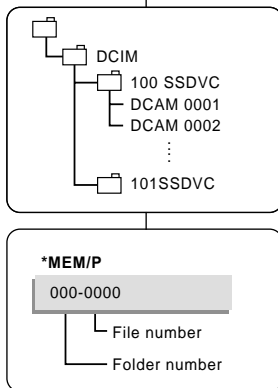 DCIM
100 SSDVC
DCAM 0001
DCAM 0002
101SSDVC
*MEM/P
000-0000
File number
Folder number